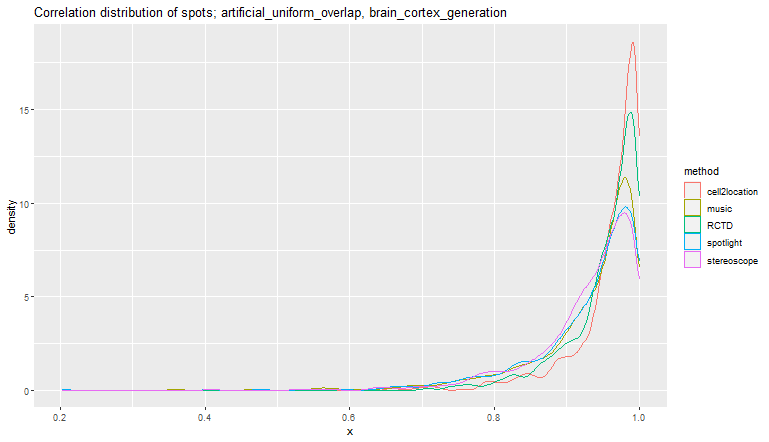 Correlation distribution of spots; artificial_uniform_overlap, brain_cortex_generation
15
10
5
0
density
0.2 0.4 0.6 0.8 1.0
x
method
cell2location
music
RCTD
spotlight
stereoscope